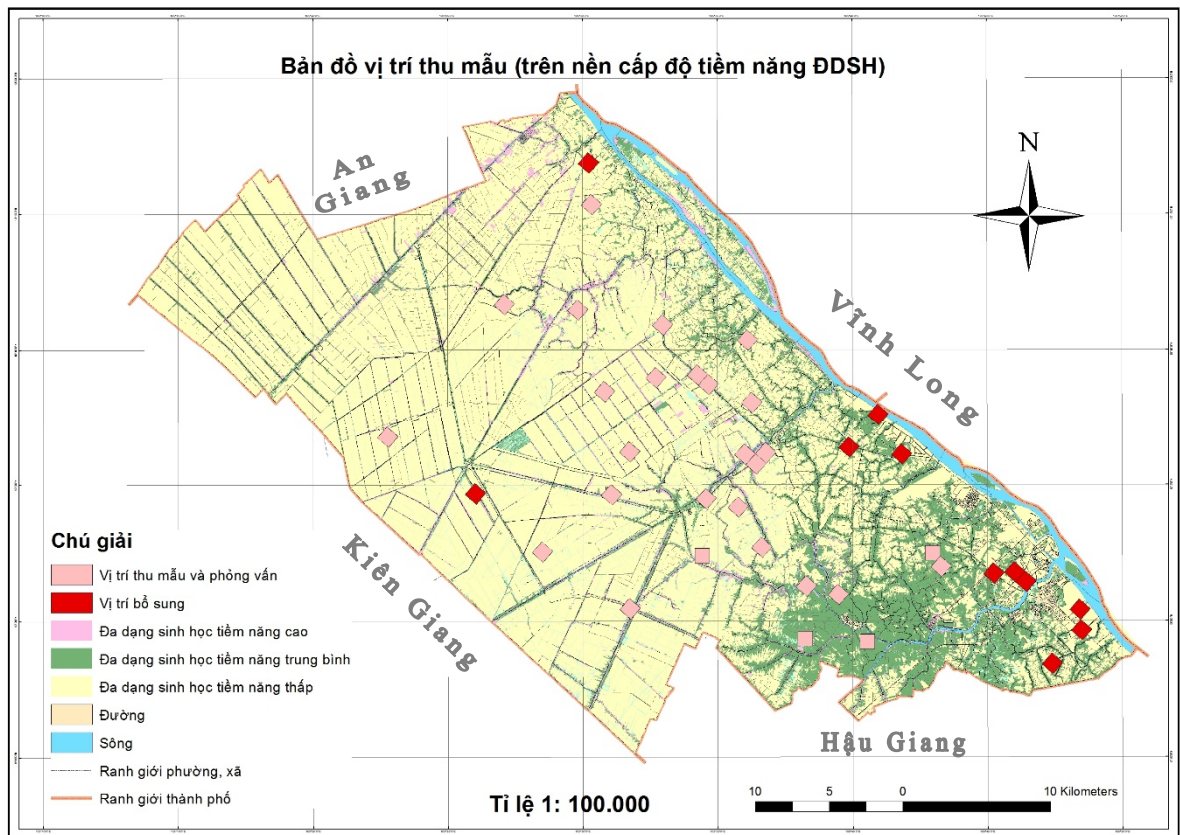 Bản đồ vị trí thu mẫu (trên nền cấp độ tiềm năng ĐDSH)
N
An
Giang
Vĩnh Long
Kiên Giang
Hậu Giang
Chú giải
Vị trí thu mẫu và phỏng vấn
Vị trí bổ sung
Đa dạng sinh học tiềm năng cao
Đa dạng sinh học tiềm năng trung bình
Đa dạng sinh học tiềm năng thấp
Đường
Sông
Ranh giới phường, xã
Ranh giới thành phố
Tỉ lệ 1: 100.000
10 5 0 10 Kilometers